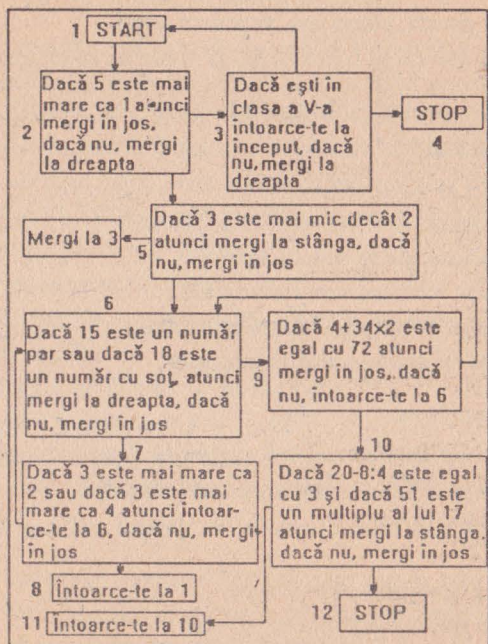 1 START
2
Dacă 5 este mai
mare ca 1 atunci
mergi în jos,
dacă nu, mergi
la dreapta
3
Dacă ești în
clasa a V-a
întoarce-te la
început, dacă
nu, mergi la
dreapta
STOP
4
Mergi la 3
5
Dacă 3 este mai mic decât 2
atunci mergi la stânga, dacă
nu, mergi în jos
6
Dacă 15 este un număr
par sau dacă 18 este
un număr cu soț, atunci
mergi la dreapta, dacă
nu, mergi în jos
9
Dacă 4+34x2 este
egal cu 72 atunci
mergi în jos, dacă
nu, întoarce-te la 6
7
Dacă 3 este mai mare ca
2 sau dacă 3 este mai
mare ca 4 atunci întoar-
ce-te la 6, dacă nu, mergi
în jos
10
Dacă 20-8:4 este egal
cu 3 și dacă 51 este
un multiplu al lui 17
atunci mergi la stânga,
dacă nu, mergi în jos
8 Întoarce-te la 1
11 Întoarce-te la 10
12 STOP